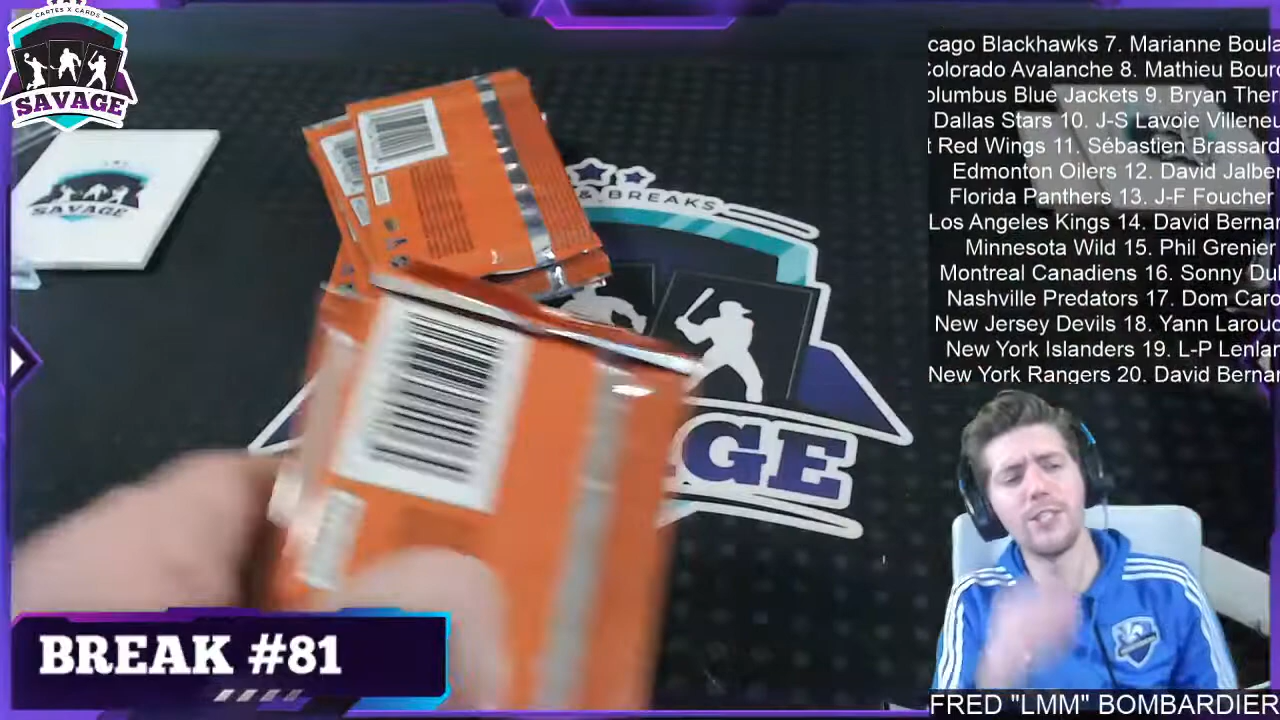 CARTES X CARDS
SAVAGE
SAVAGE
& BREAKS
GE
cago Blackhawks 7. Marianne Boula
Colorado Avalanche 8. Mathieu Bourc
olumbus Blue Jackets 9. Bryan Ther
Dallas Stars 10. J-S Lavoie Villeneu
t Red Wings 11. Sébastien Brassard
Edmonton Oilers 12. David Jalber
Florida Panthers 13. J-F Foucher
Los Angeles Kings 14. David Bernar
Minnesota Wild 15. Phil Grenier
Montreal Canadiens 16. Sonny Dul
Nashville Predators 17. Dom Caro
New Jersey Devils 18. Yann Larouc
New York Islanders 19. L-P Lenlar
New York Rangers 20. David Bernar
BREAK #81
FRED "LMM" BOMBARDIER